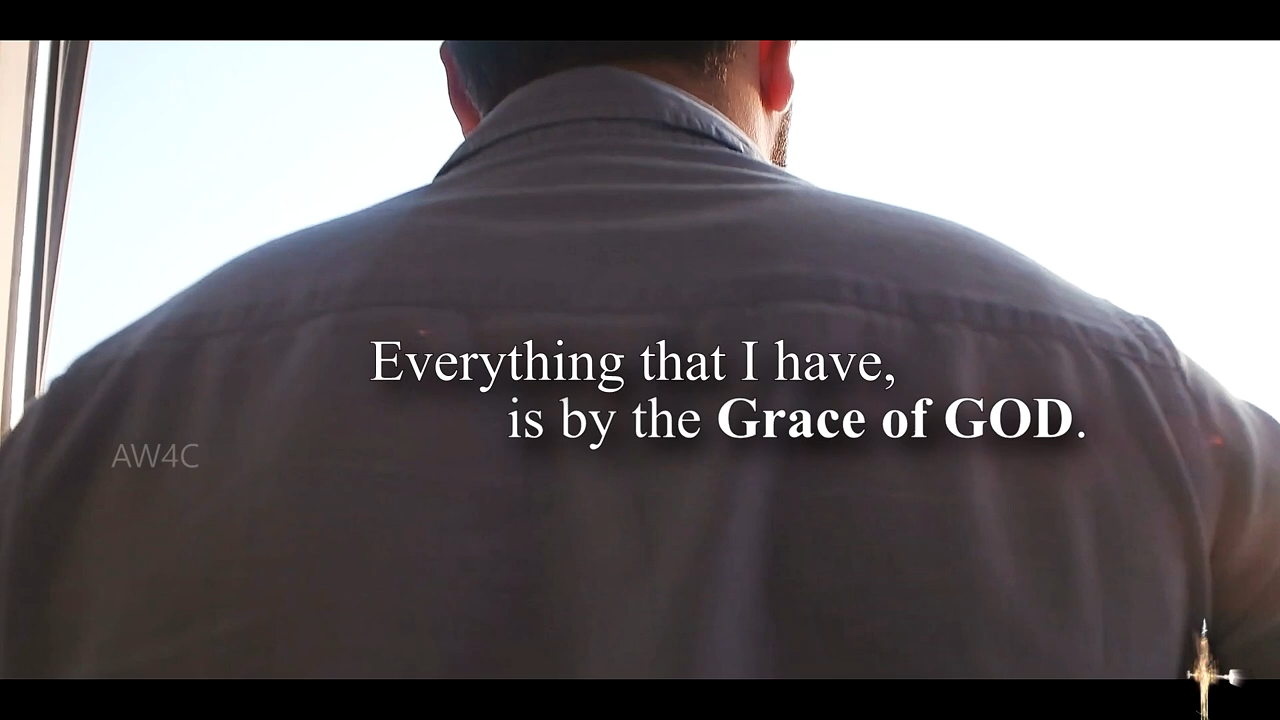 Everything that I have,
is by the Grace of GOD.
AW4C